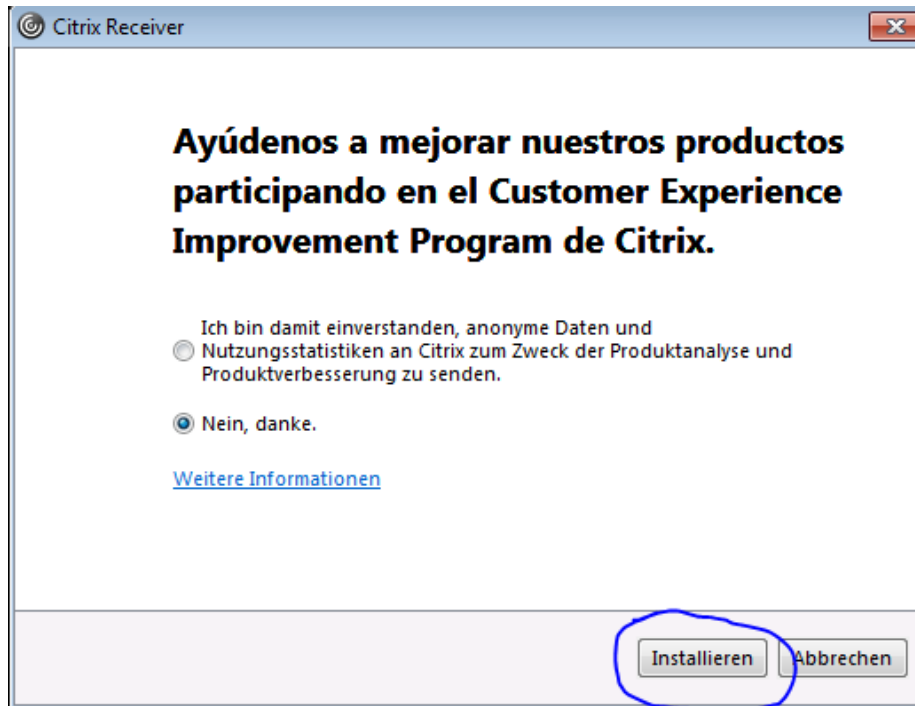 Citrix Receiver
Ayúdenos a mejorar nuestros productos
participando en el Customer Experience
Improvement Program de Citrix.
Ich bin damit einverstanden, anonyme Daten und
Nutzungsstatistiken an Citrix zum Zweck der Produktanalyse und
Produktverbesserung zu senden.
Nein, danke.
Weitere Informationen
Installieren Abbrechen